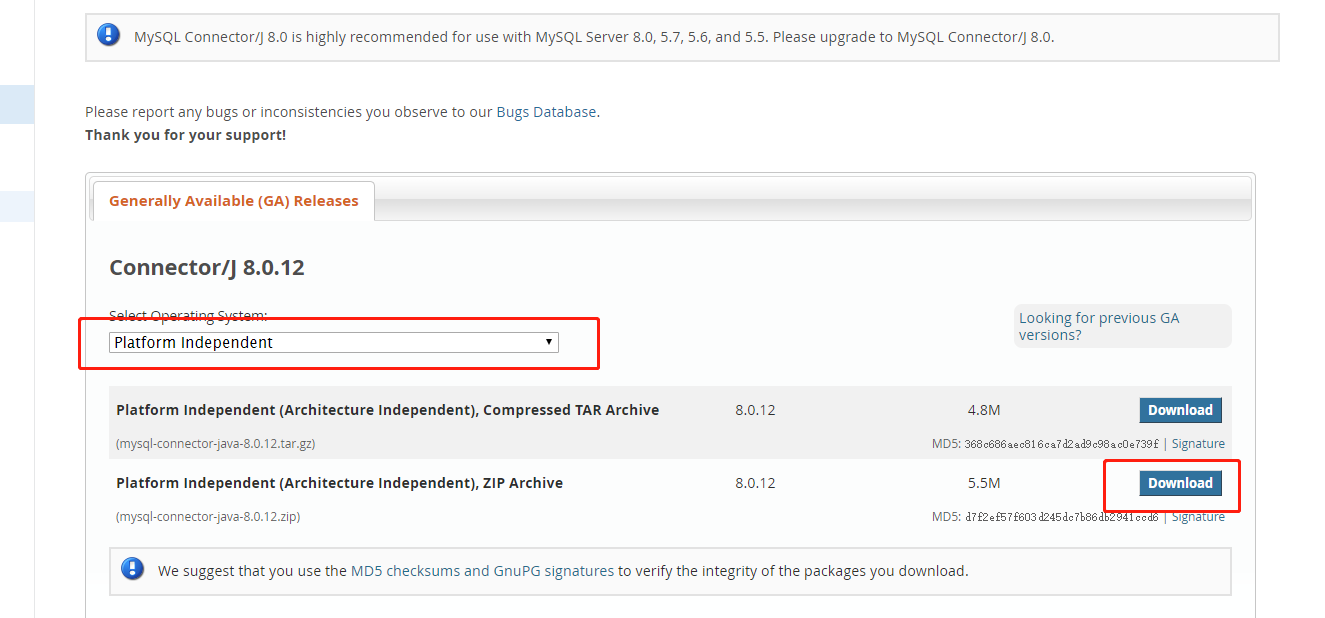 MySQL Connector/J 8.0 is highly recommended for use with MySQL Server 8.0, 5.7, 5.6, and 5.5. Please upgrade to MySQL Connector/J 8.0.
Please report any bugs or inconsistencies you observe to our Bugs Database.
Thank you for your support!
Generally Available (GA) Releases
Connector/J 8.0.12
Select Operating System:
Looking for previous GA
versions?
Platform Independent
Platform Independent (Architecture Independent), Compressed TAR Archive 8.0.12 4.8M Download
(mysql-connector-java-8.0.12.tar.gz) MD5: 368c686aec816ca7d2ad9c98ac0e739f | Signature
Platform Independent (Architecture Independent), ZIP Archive 8.0.12 5.5M Download
(mysql-connector-java-8.0.12.zip) MD5: d7f2ef57f603d245dc7b86db2941ccd6 | Signature
We suggest that you use the MD5 checksums and GnuPG signatures to verify the integrity of the packages you download.